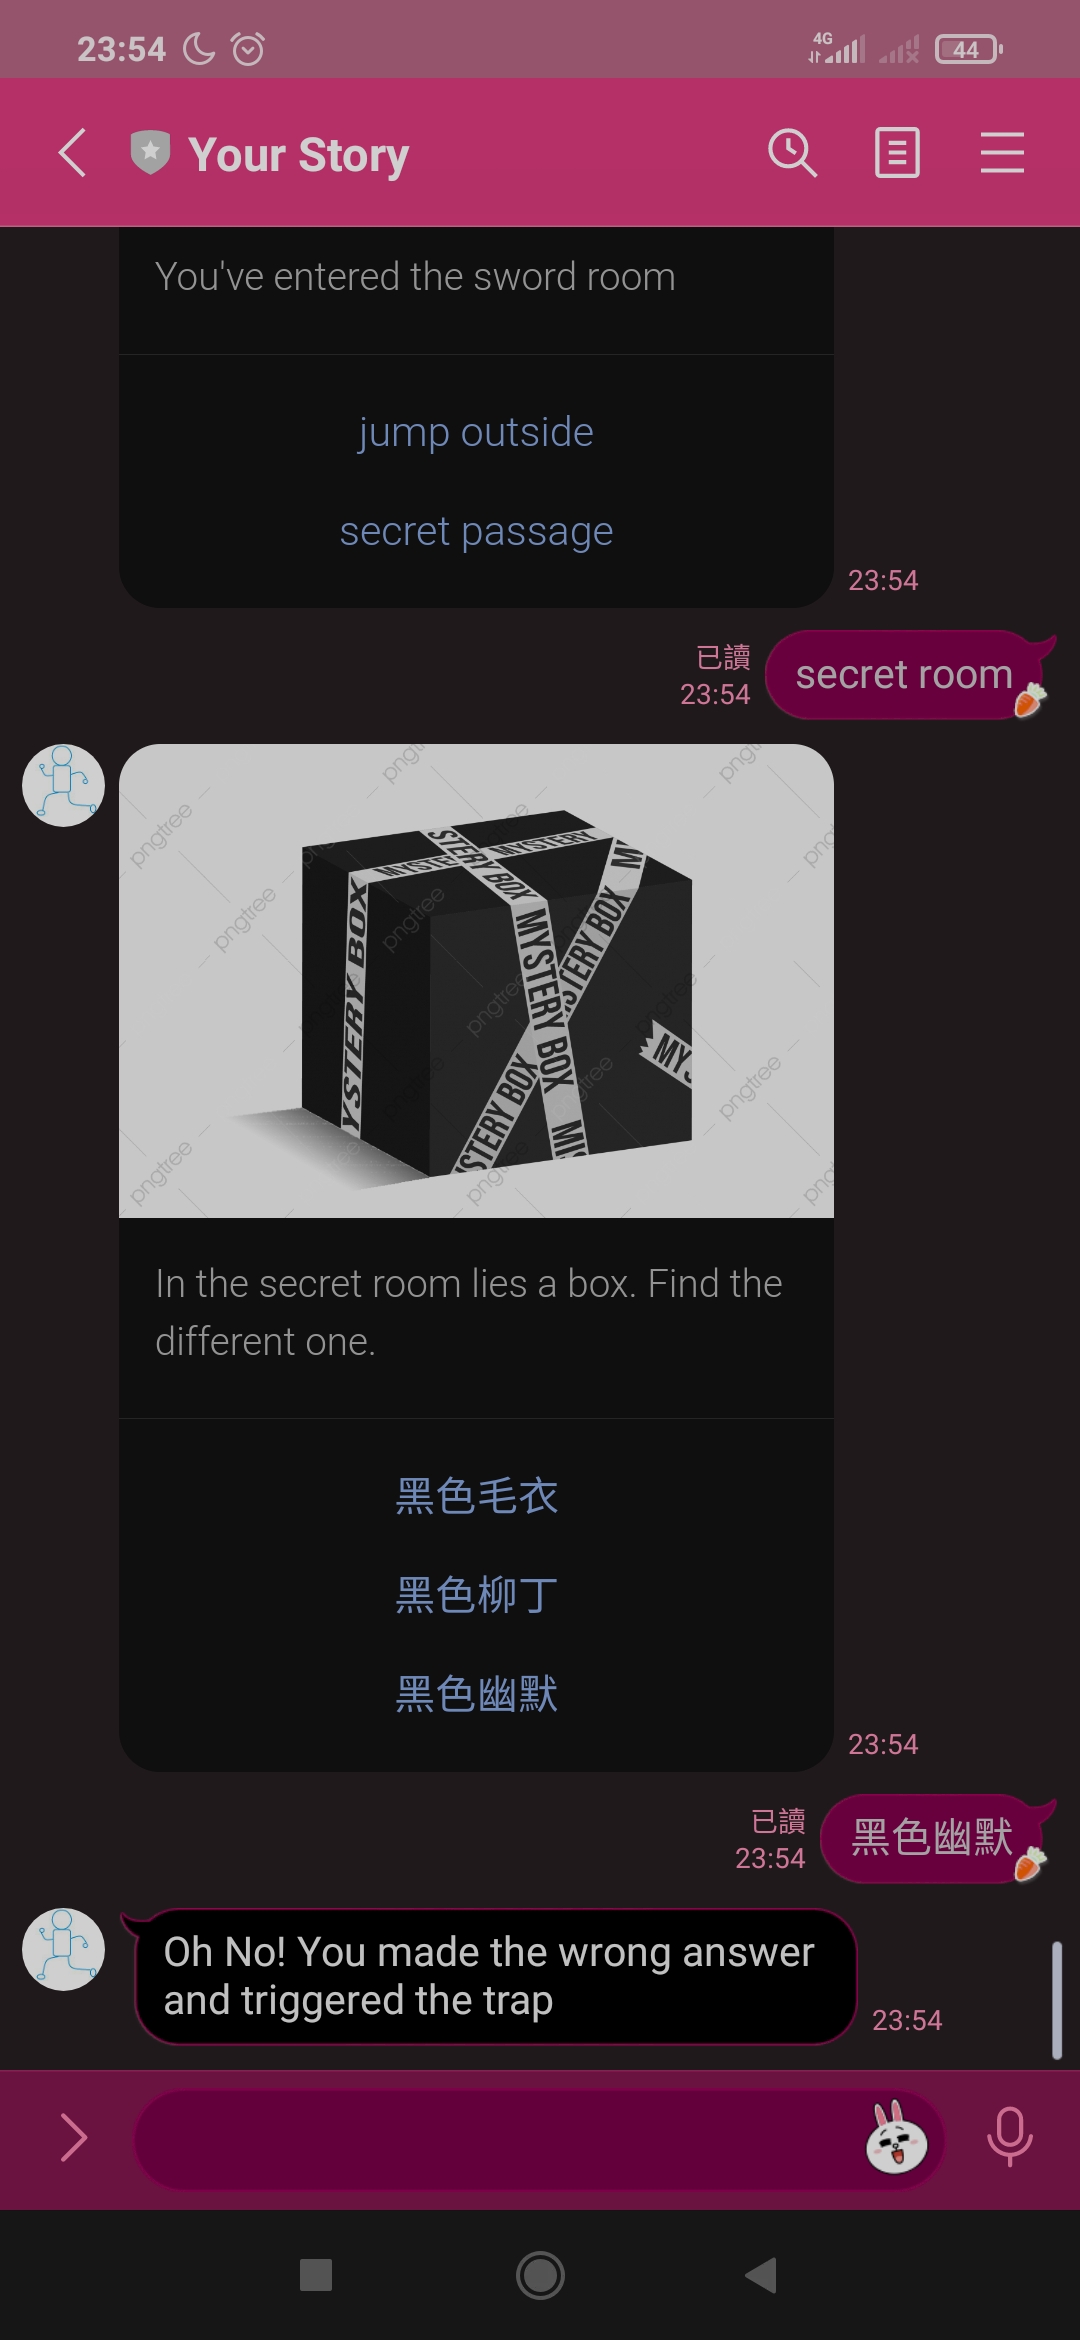 23:54
4G
44
Your Story
You've entered the sword room
jump outside
secret passage
23:54
已讀
23:54
secret room
pngtree
MYSTERY
STERY BOX
MYSTERY BOX
YSTERY BOX
STERY BOX
MY
In the secret room lies a box. Find the
different one.
黑色毛衣
黑色柳丁
黑色幽默
23:54
已讀
23:54
黑色幽默
Oh No! You made the wrong answer
and triggered the trap
23:54